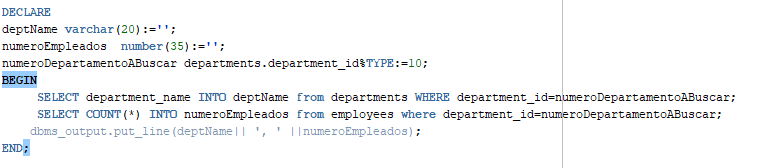 DECLARE
deptName varchar(20):='';
numeroEmpleados  number(35):='';
numeroDepartamentoABuscar departments.department_id%TYPE:=10;
BEGIN
     SELECT department_name INTO deptName from departments WHERE department_id=numeroDepartamentoABuscar;
     SELECT COUNT(*) INTO numeroEmpleados from employees where department_id=numeroDepartamentoABuscar;
    dbms_output.put_line(deptName|| ', ' ||numeroEmpleados);
END;